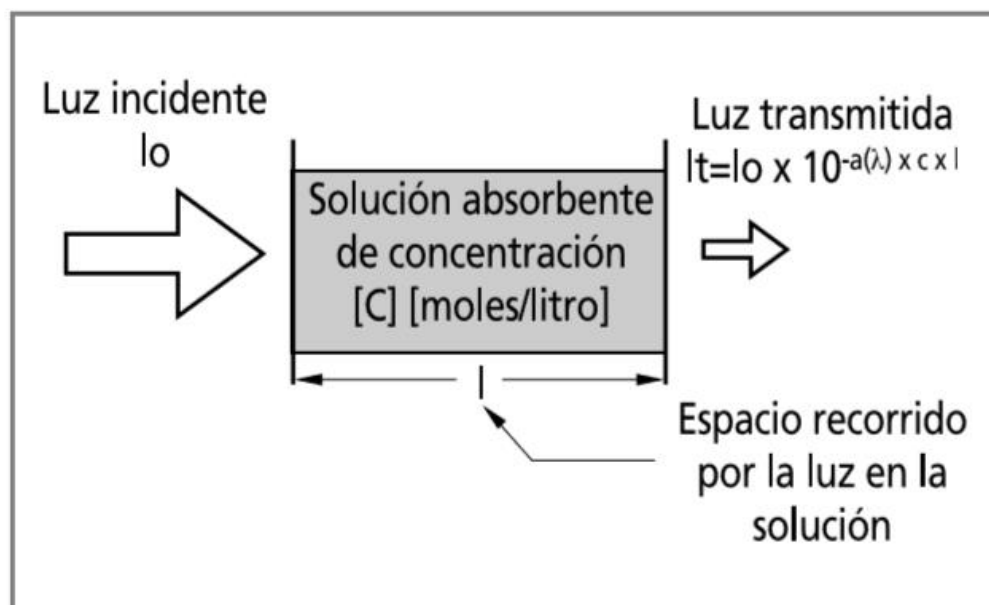 Luz incidente
Io
Solución absorbente
de concentración
[C] [moles/litro]
Luz transmitida
It=Io x 10^-a(λ) x c x l
l
Espacio recorrido
por la luz en la
solución